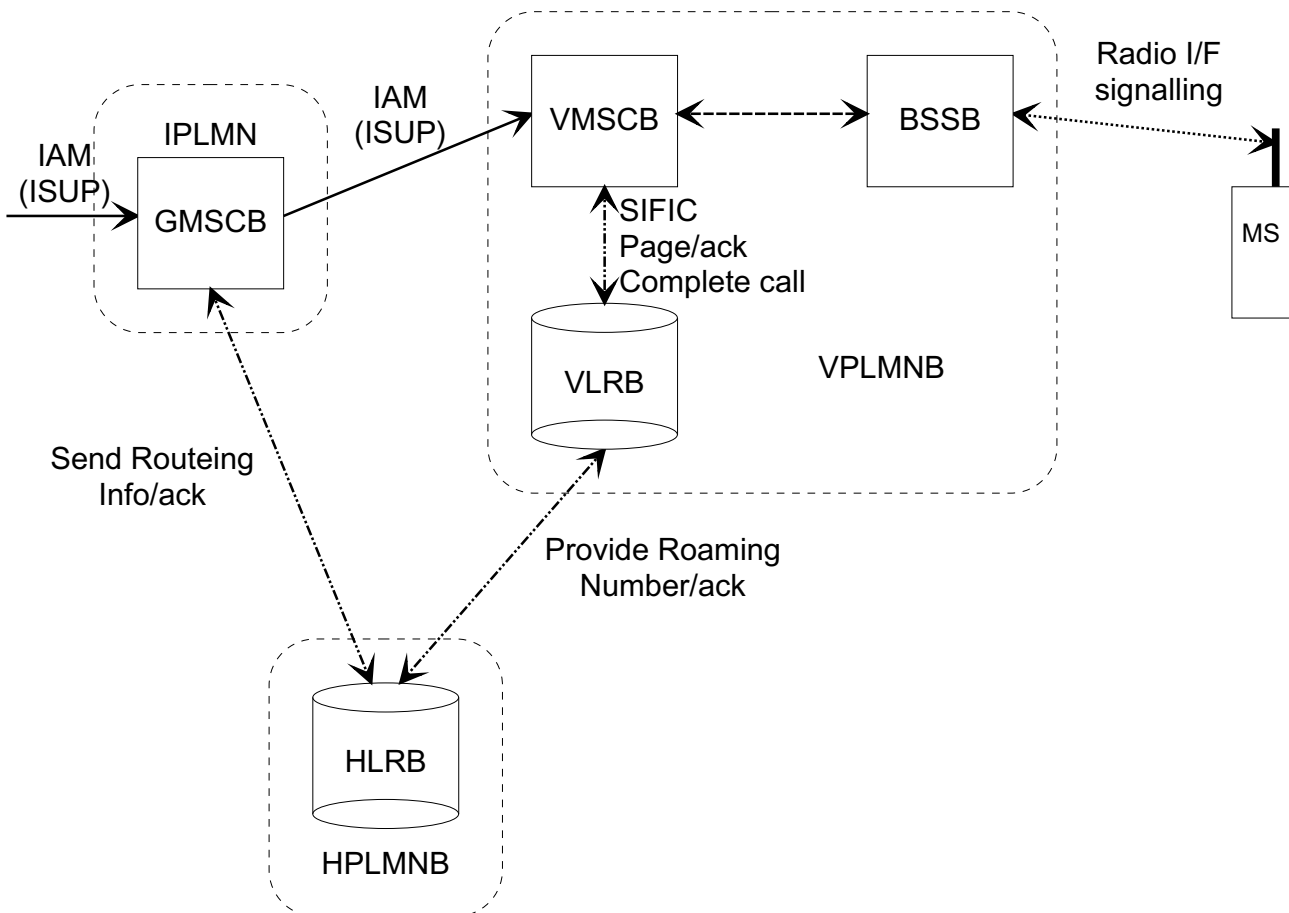 Radio I/F
signalling
IAM
(ISUP)
VMSCB
BSSB
IPLMN
IAM
(ISUP)
GMSCB
SIFIC
Page/ack
Complete call
MS
VLRB
VPLMNB
Send Routeing
Info/ack
Provide Roaming
Number/ack
HLRB
HPLMNB